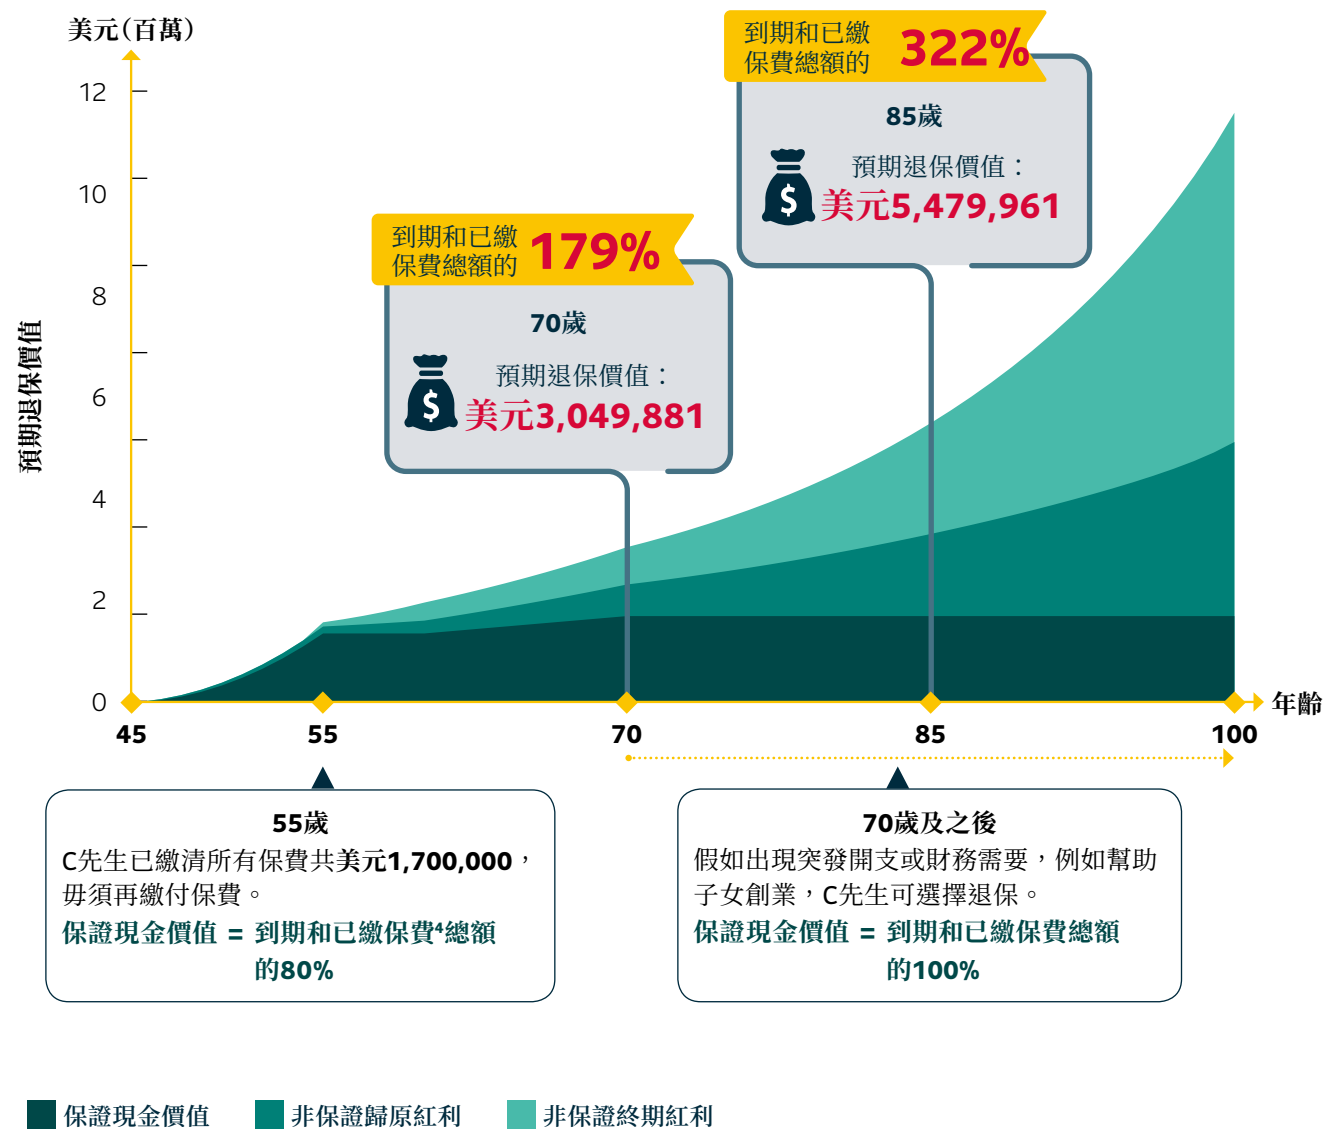 美元（百萬）
12
10
8
6
4
2
0
預期退保價值
到期和已繳
保費總額的
322%
85歲
預期退保價值：
美元5,479,961
到期和已繳
保費總額的
179%
70歲
預期退保價值：
美元3,049,881
$
$
45
55
70
85
100
年齡
55歲
C先生已繳清所有保費共美元1,700,000，
毋須再繳付保費。
保證現金價值 = 到期和已繳保費⁴總額
的80%
70歲及之後
假如出現突發開支或財務需要，例如幫助
子女創業，C先生可選擇退保。
保證現金價值 = 到期和已繳保費總額
的100%
保證現金價值
非保證歸原紅利
非保證終期紅利